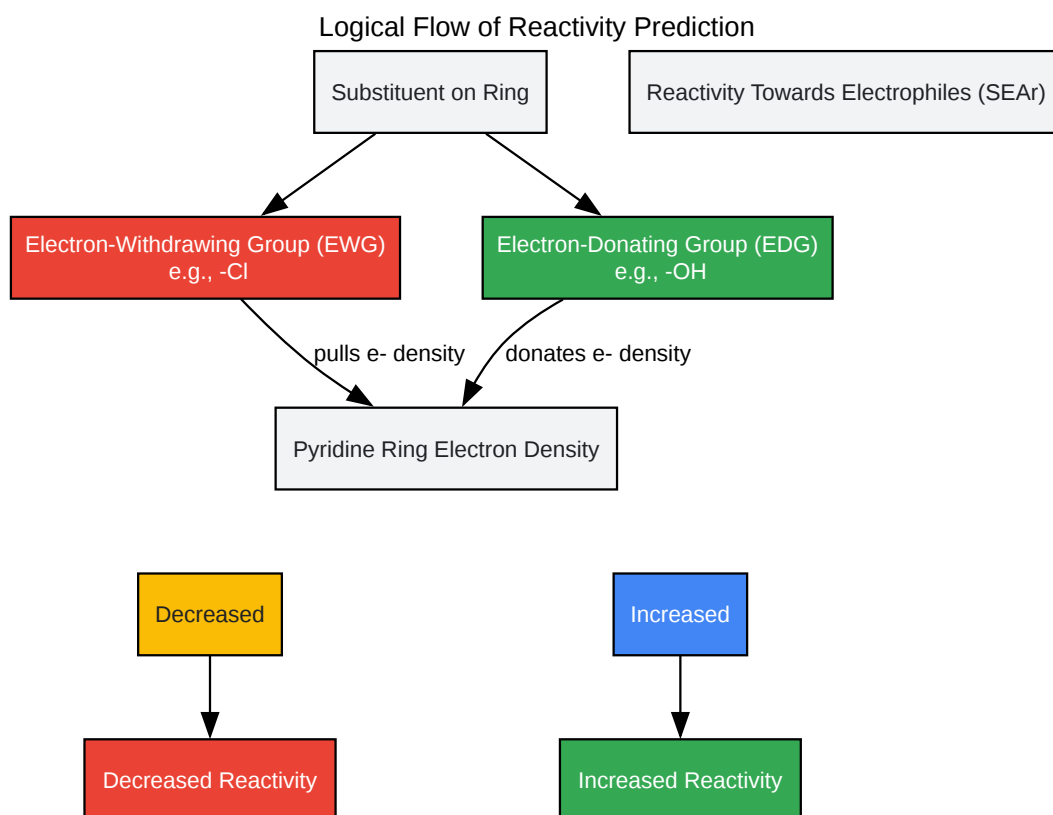 Logical Flow of Reactivity Prediction
Substituent on Ring
Reactivity Towards Electrophiles (SEAr)
Electron-Withdrawing Group (EWG)
e.g., -Cl
Electron-Donating Group (EDG)
e.g., -OH
pulls e- density
donates e- density
Pyridine Ring Electron Density
Decreased
Increased
Decreased Reactivity
Increased Reactivity